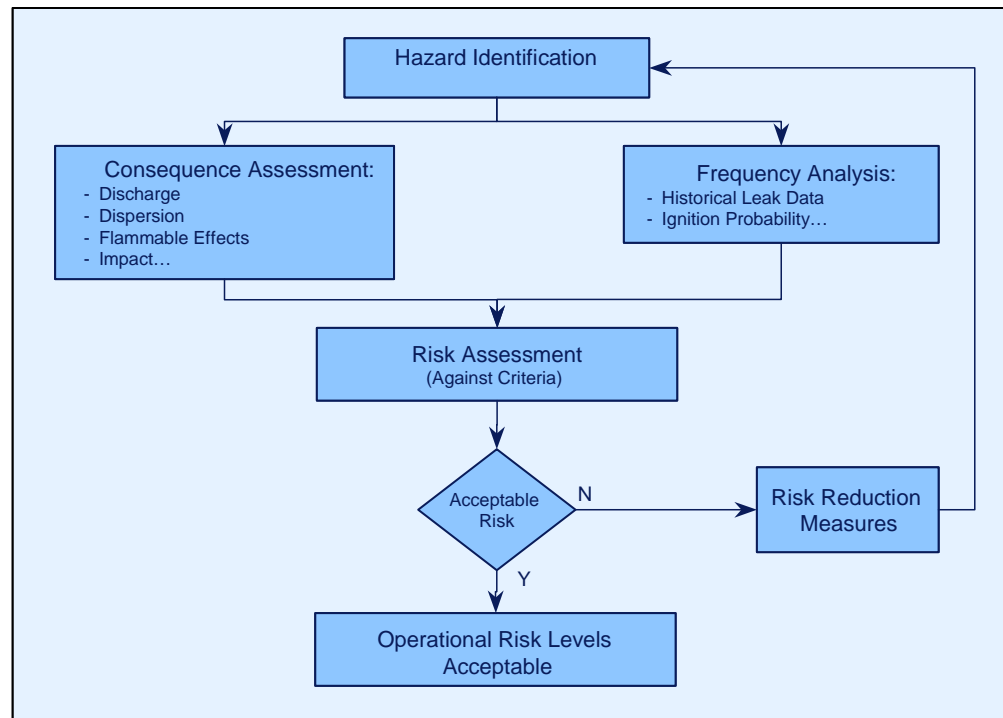 Hazard Identification
Consequence Assessment:
- Discharge
- Dispersion
- Flammable Effects
- Impact…
Frequency Analysis:
- Historical Leak Data
- Ignition Probability…
Risk Assessment
(Against Criteria)
Acceptable
Risk
N
Risk Reduction
Measures
Y
Operational Risk Levels
Acceptable